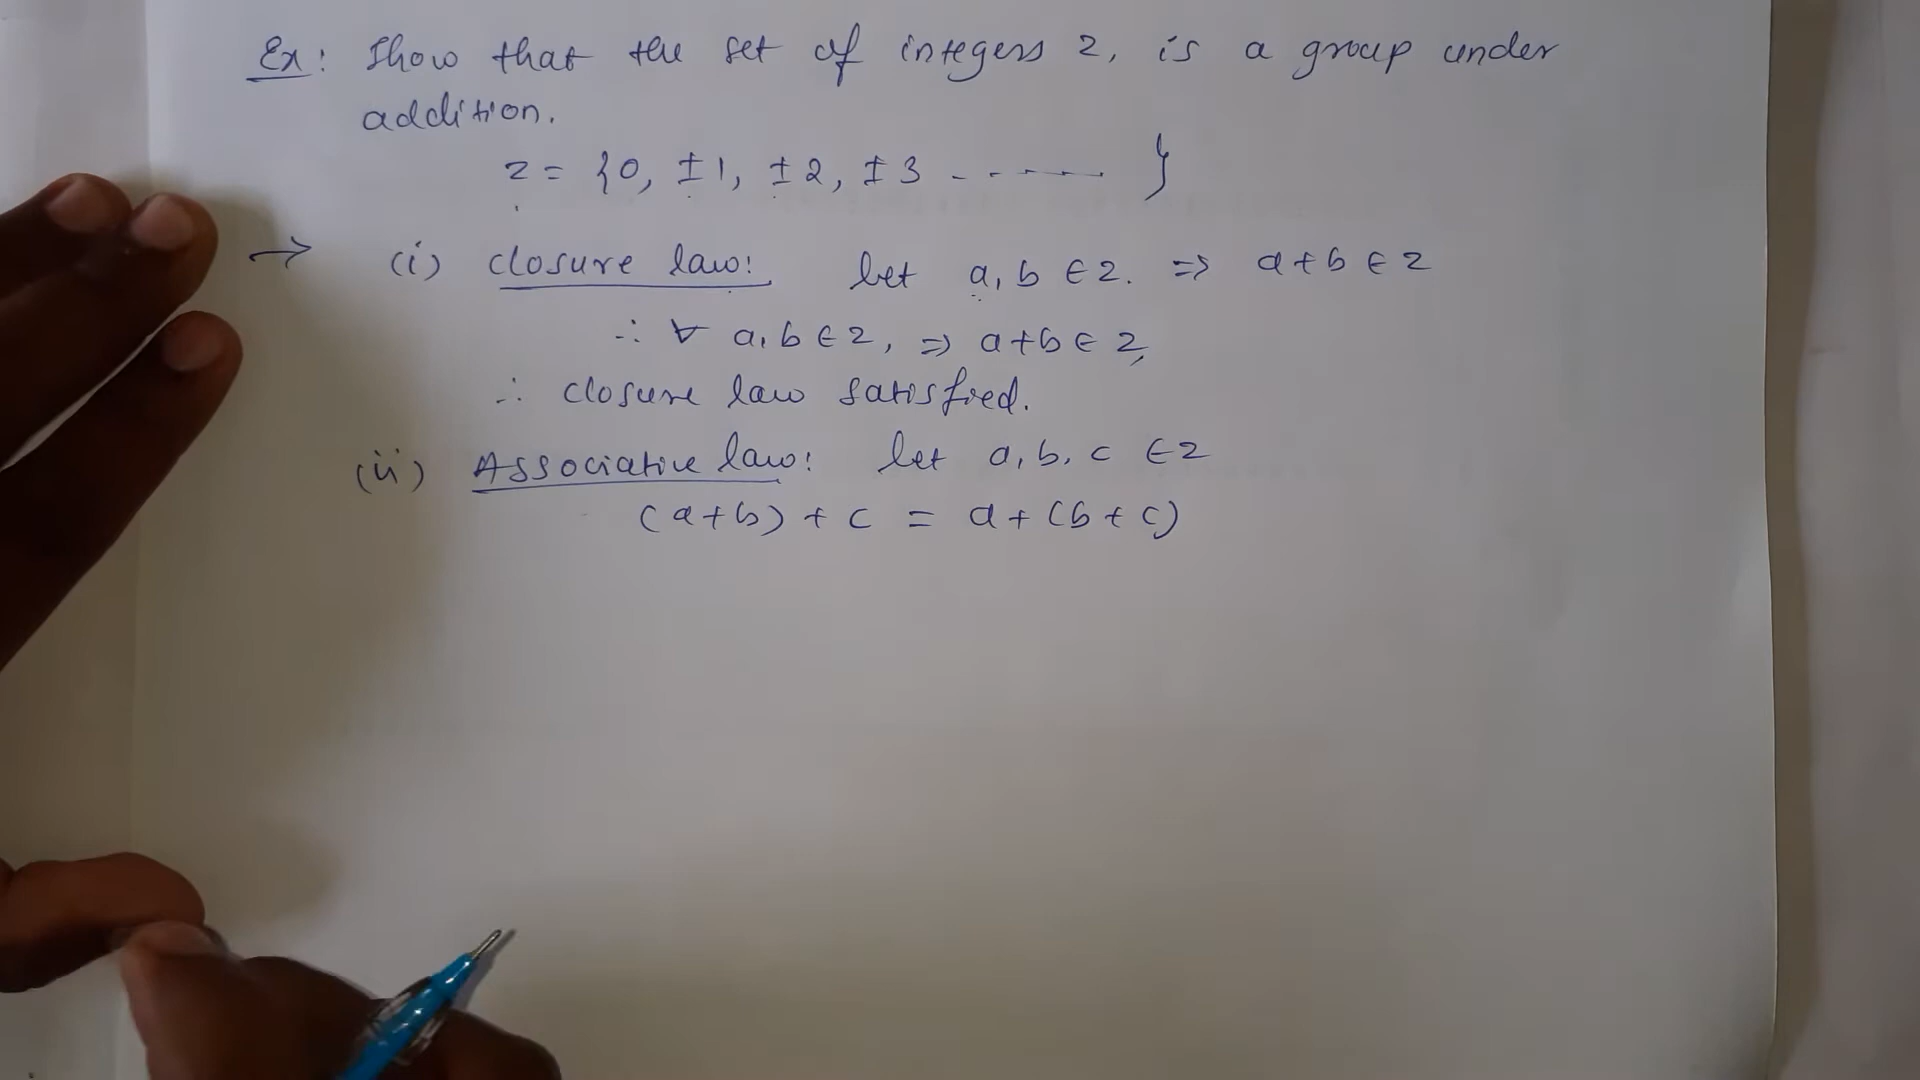 Ex: Show that the set of integers z, is a group under
addition.
z = {0, ±1, ±2, ±3 - - - - - - }
→ (i) closure law: let a, b ∈ z. ⇒ a+b ∈ z
∴ ∀ a, b ∈ z, ⇒ a+b ∈ z,
∴ closure law satisfied.
(ii) Associative law: let a, b, c ∈ z
(a+b) + c = a + (b + c)